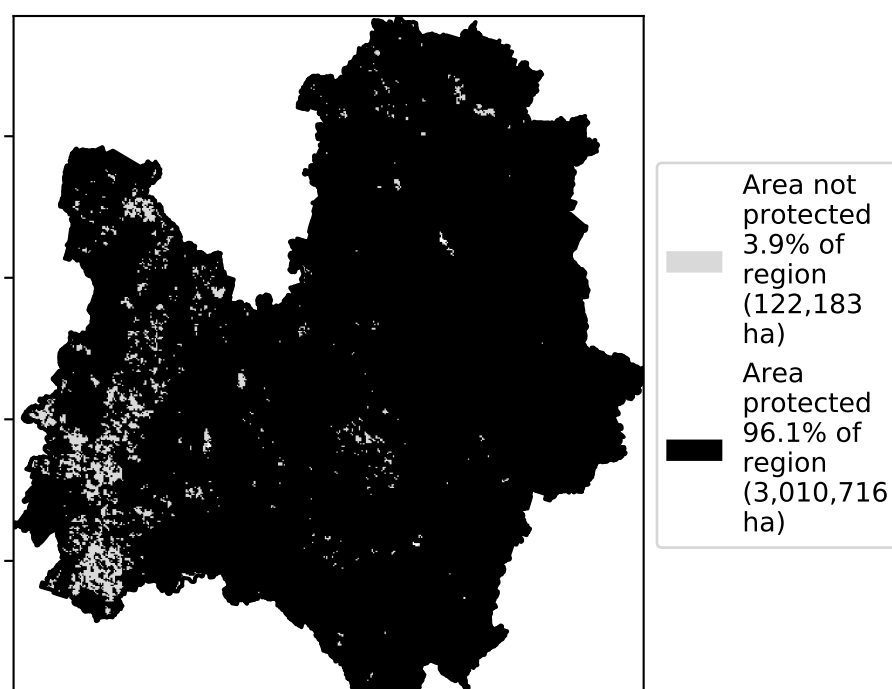 Area not
protected
3.9% of
region
(122,183
ha)
Area
protected
96.1% of
region
(3,010,716
ha)